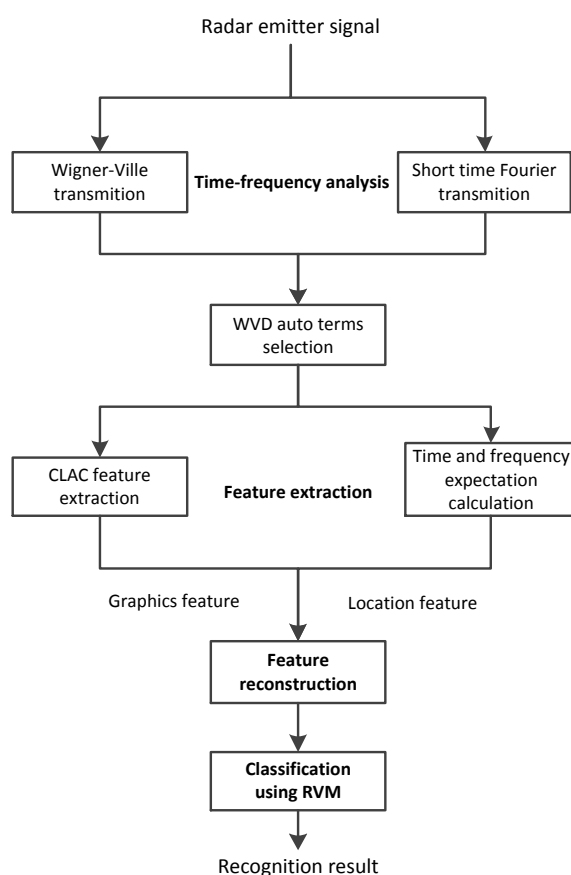 Radar emitter signal
Wigner-Ville
transmition
Time-frequency analysis
Short time Fourier
transmition
WVD auto terms
selection
CLAC feature
extraction
Feature extraction
Time and frequency
expectation
calculation
Graphics feature
Location feature
Feature
reconstruction
Classification
using RVM
Recognition result